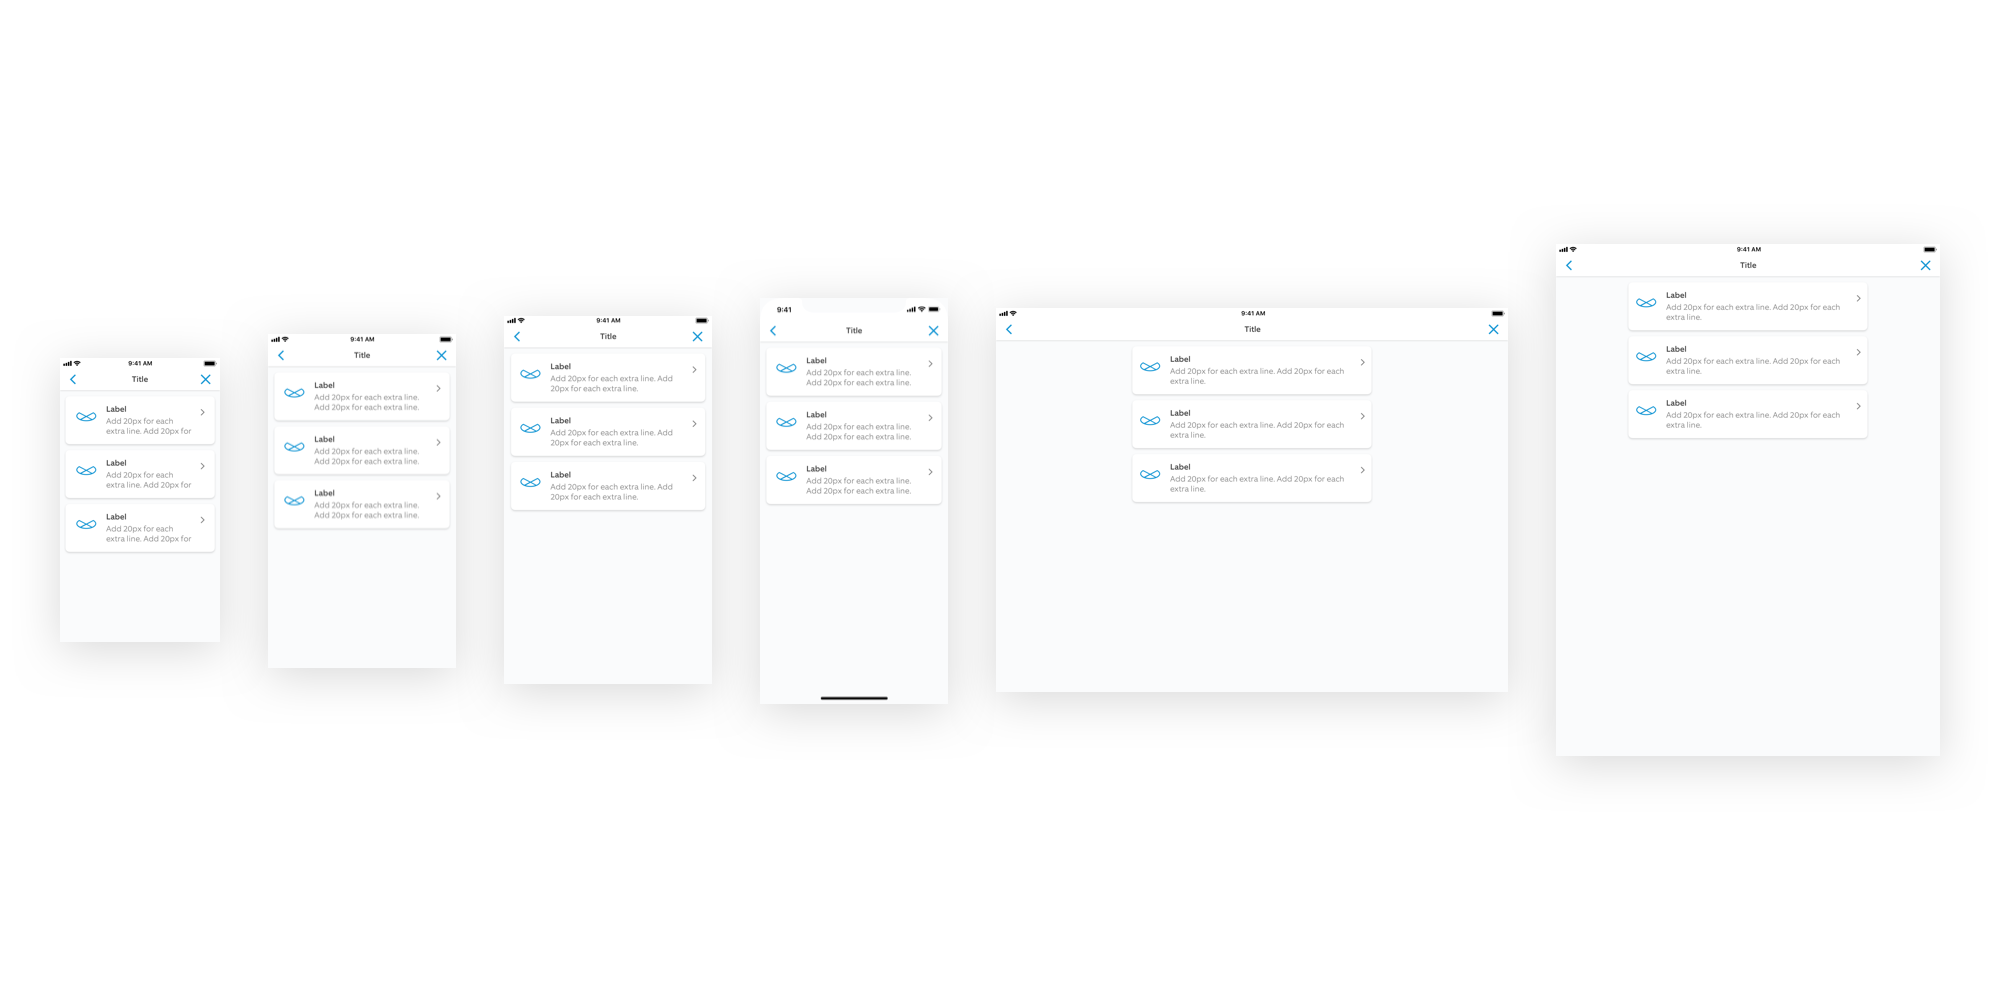 9:41 AM
Title
Label
Add 20px for each
extra line. Add 20px for
Label
Add 20px for each
extra line. Add 20px for
Label
Add 20px for each
extra line. Add 20px for
9:41 AM
Title
Label
Add 20px for each extra line.
Add 20px for each extra line.
Label
Add 20px for each extra line.
Add 20px for each extra line.
Label
Add 20px for each extra line.
Add 20px for each extra line.
9:41 AM
Title
Label
Add 20px for each extra line. Add
20px for each extra line.
Label
Add 20px for each extra line. Add
20px for each extra line.
Label
Add 20px for each extra line. Add
20px for each extra line.
9:41
Title
Label
Add 20px for each extra line.
Add 20px for each extra line.
Label
Add 20px for each extra line.
Add 20px for each extra line.
Label
Add 20px for each extra line.
Add 20px for each extra line.
9:41 AM
Title
Label
Add 20px for each extra line. Add 20px for each
extra line.
Label
Add 20px for each extra line. Add 20px for each
extra line.
Label
Add 20px for each extra line. Add 20px for each
extra line.
9:41 AM
Title
Label
Add 20px for each extra line. Add 20px for each
extra line.
Label
Add 20px for each extra line. Add 20px for each
extra line.
Label
Add 20px for each extra line. Add 20px for each
extra line.